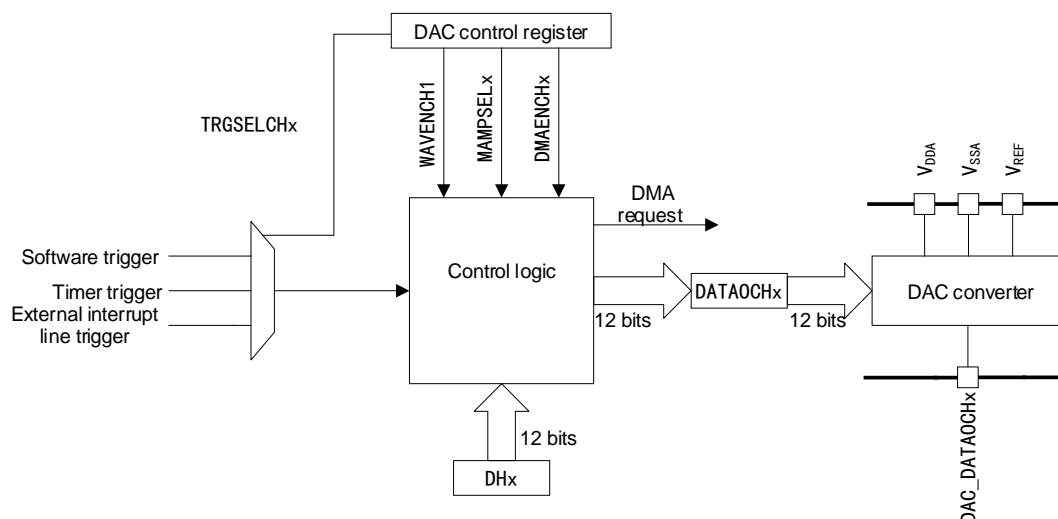 DAC control register
TRGSELCHx
WAVENCH1
MAMPSELx
DMAENCHx
VDDA
VSSA
VREF
DMA
request
Software trigger
Timer trigger
External interrupt
line trigger
Control logic
DATAOCHx
DAC converter
12 bits
12 bits
12 bits
DHx
DAC_DATAOCHx